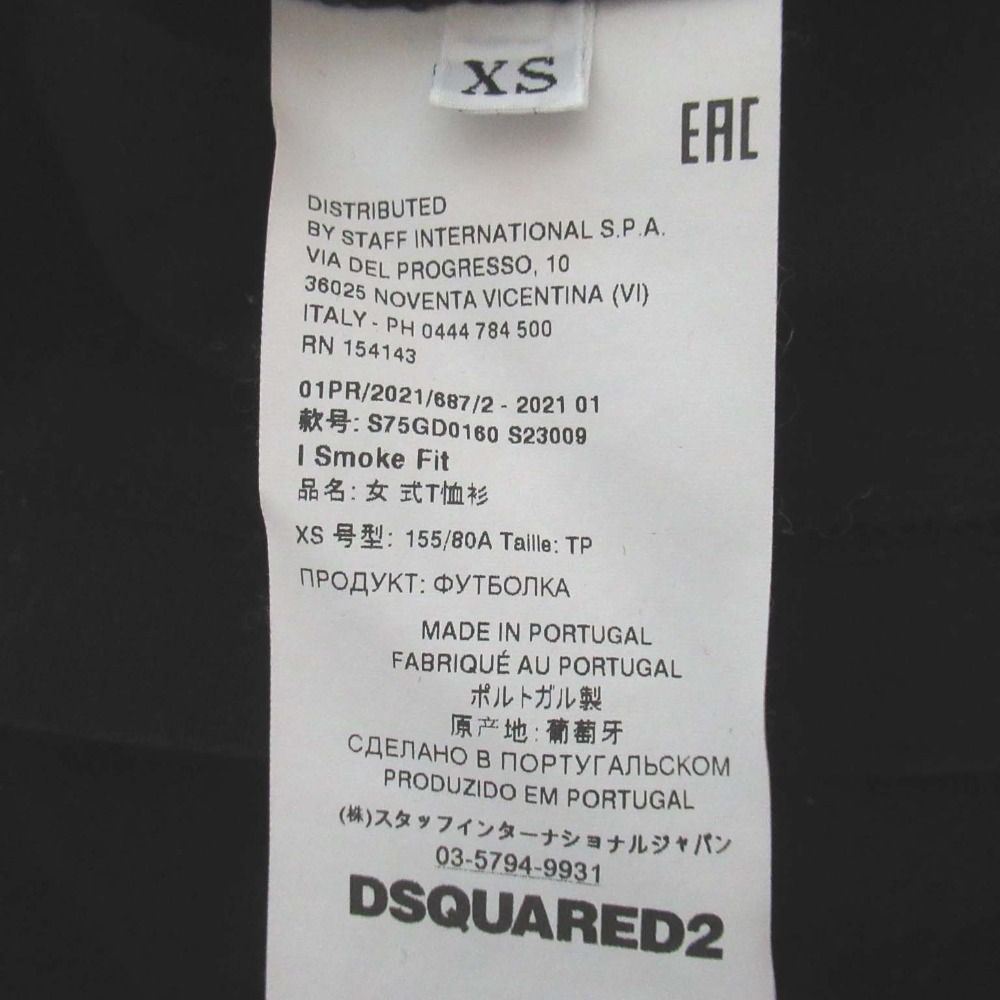 XS
EAC
DISTRIBUTED
BY STAFF INTERNATIONAL S.P.A.
VIA DEL PROGRESSO, 10
36025 NOVENTA VICENTINA (VI)
ITALY - PH 0444 784 500
RN 154143
01PR/2021/687/2 - 2021 01
款号: S75GD0160 S23009
I Smoke Fit
品名: 女 式T恤衫
XS 号型: 155/80A Taille: TP
ПРОДУКТ: ФУТБОЛКА
MADE IN PORTUGAL
FABRIQUÉ AU PORTUGAL
ポルトガル製
原产地: 葡萄牙
СДЕЛАНО В ПОРТУГАЛЬСКОМ
PRODUZIDO EM PORTUGAL
(株)スタッフインターナショナルジャパン
03-5794-9931
DSQUARED2